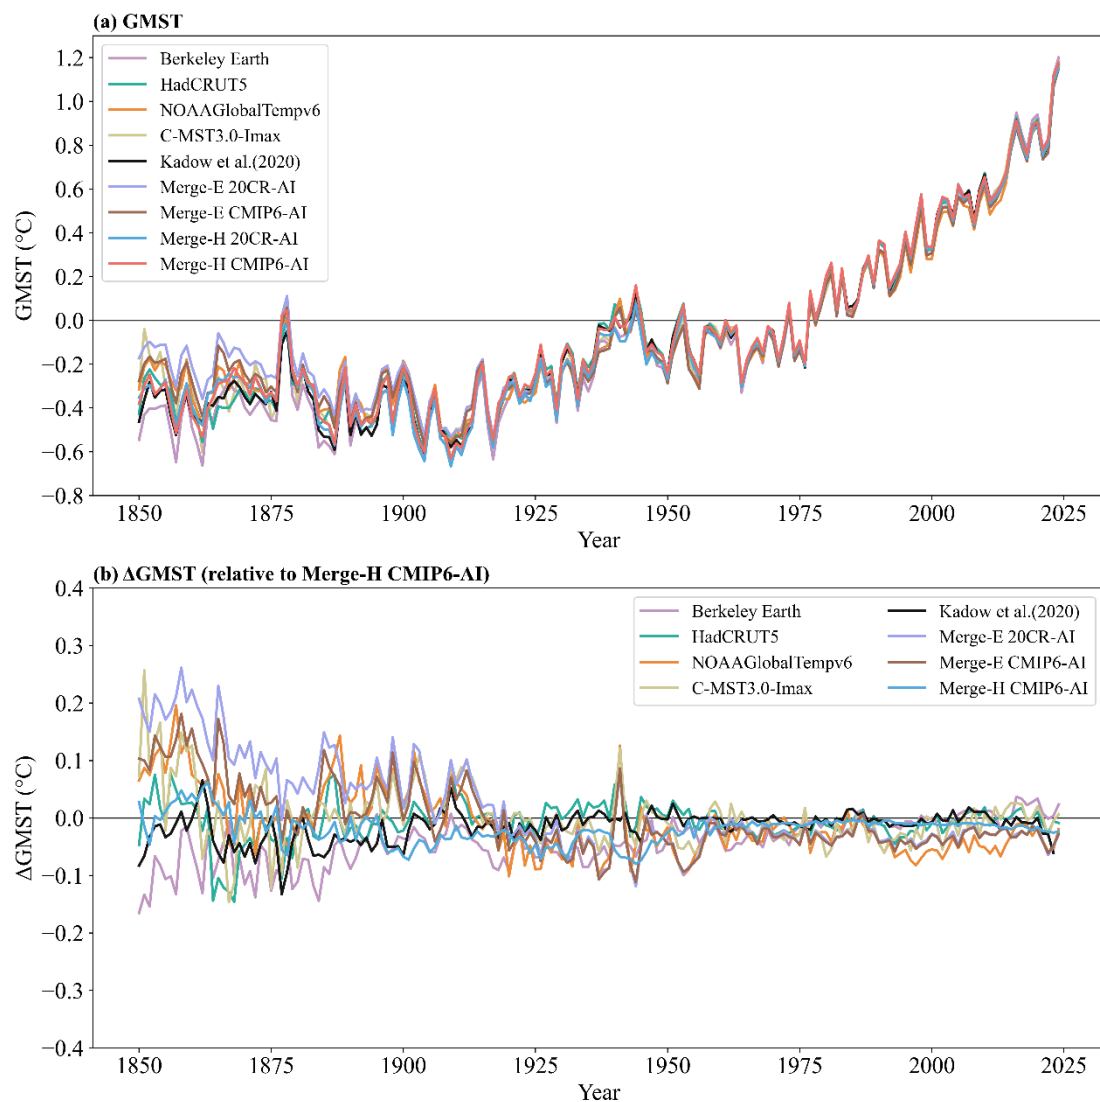 (a) GMST
1.2
1.0
0.8
0.6
0.4
0.2
0.0
−0.2
−0.4
−0.6
−0.8
GMST (°C)
Berkeley Earth
HadCRUT5
NOAAGlobalTempv6
C-MST3.0-Imax
Kadow et al.(2020)
Merge-E 20CR-AI
Merge-E CMIP6-AI
Merge-H 20CR-AI
Merge-H CMIP6-AI
1850 1875 1900 1925 1950 1975 2000 2025
Year
(b) ΔGMST (relative to Merge-H CMIP6-AI)
0.4
0.3
0.2
0.1
0.0
−0.1
−0.2
−0.3
−0.4
ΔGMST (°C)
Berkeley Earth
HadCRUT5
NOAAGlobalTempv6
C-MST3.0-Imax
Kadow et al.(2020)
Merge-E 20CR-AI
Merge-E CMIP6-AI
Merge-H CMIP6-AI
1850 1875 1900 1925 1950 1975 2000 2025
Year